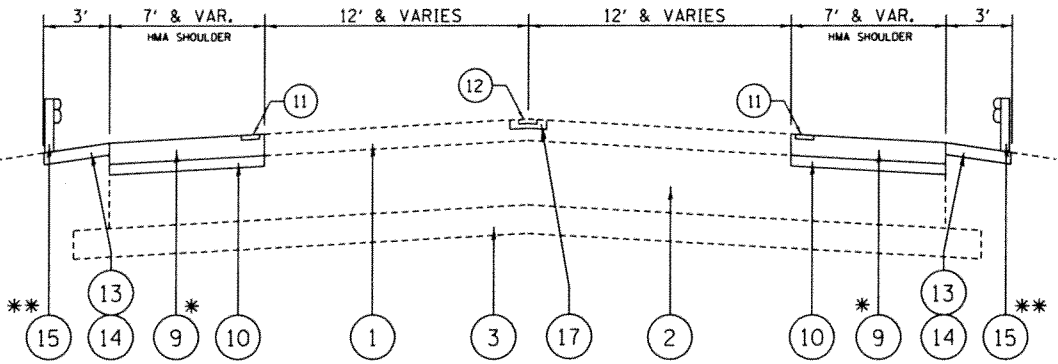 3' 7' & VAR. 12' & VARIES 12' & VARIES 7' & VAR. 3'
HMA SHOULDER HMA SHOULDER
11 12 11
13 13
** 15 14 * 9 10 1 3 17 2 10 * 9 14 15 **